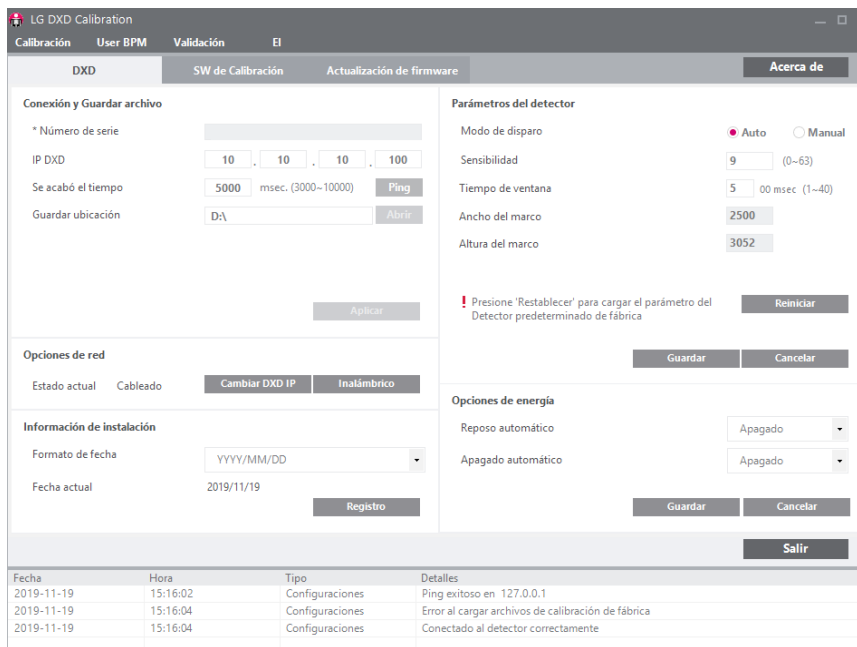 LG DXD Calibration
Calibración User BPM Validación EI
DXD SW de Calibración Actualización de firmware Acerca de
Conexión y Guardar archivo
* Número de serie
IP DXD 10 . 10 . 10 . 100
Se acabó el tiempo 5000 msec. (3000~10000) Ping
Guardar ubicación D:\ Abrir
Aplicar
Opciones de red
Estado actual Cableado Cambiar DXD IP Inalámbrico
Información de instalación
Formato de fecha YYYY/MM/DD
Fecha actual 2019/11/19
Registro
Parámetros del detector
Modo de disparo Auto Manual
Sensibilidad 9 (0~63)
Tiempo de ventana 5 00 msec (1~40)
Ancho del marco 2500
Altura del marco 3052
! Presione 'Restablecer' para cargar el parámetro del
Detector predeterminado de fábrica
Reiniciar
Guardar Cancelar
Opciones de energía
Reposo automático Apagado
Apagado automático Apagado
Guardar Cancelar
Salir
Fecha Hora Tipo Detalles
2019-11-19 15:16:02 Configuraciones Ping exitoso en 127.0.0.1
2019-11-19 15:16:04 Configuraciones Error al cargar archivos de calibración de fábrica
2019-11-19 15:16:04 Configuraciones Conectado al detector correctamente